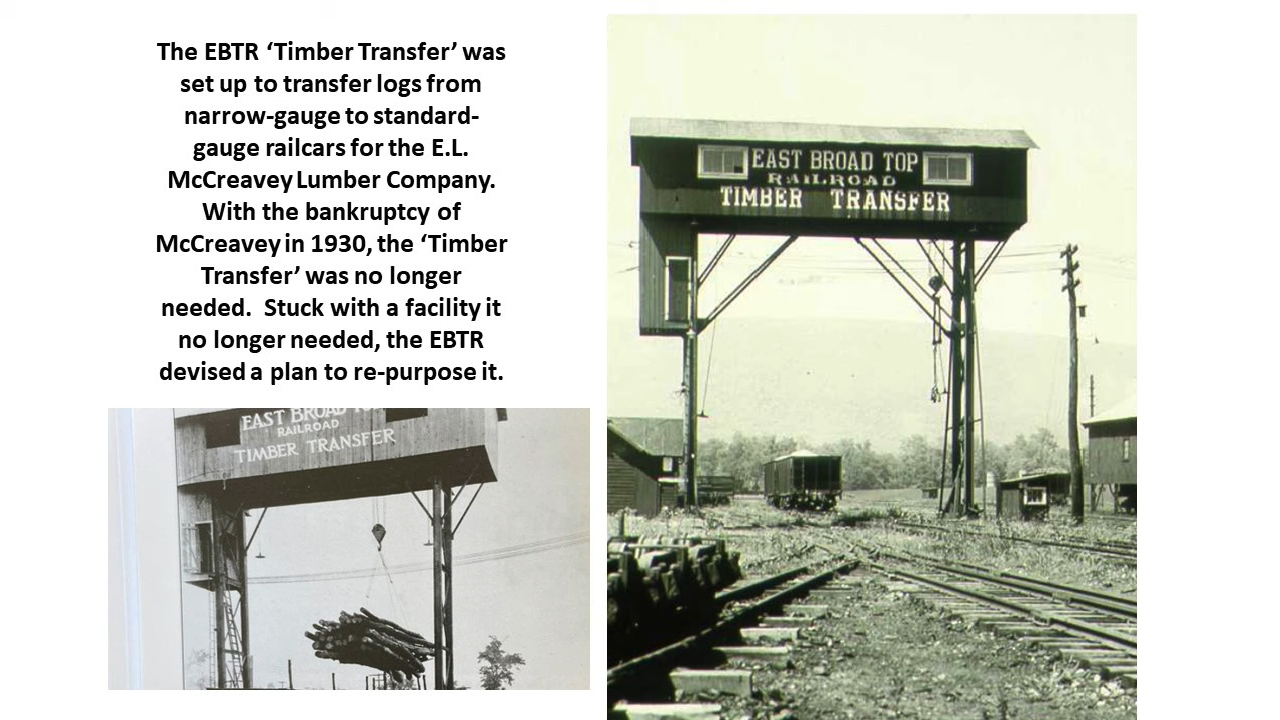 The EBTR ‘Timber Transfer’ was
set up to transfer logs from
narrow-gauge to standard-
gauge railcars for the E.L.
McCreavey Lumber Company.
With the bankruptcy of
McCreavey in 1930, the ‘Timber
Transfer’ was no longer
needed.  Stuck with a facility it
no longer needed, the EBTR
devised a plan to re-purpose it.
EAST BROAD TOP
RAILROAD
TIMBER TRANSFER
EAST BROAD TOP
RAILROAD
TIMBER TRANSFER